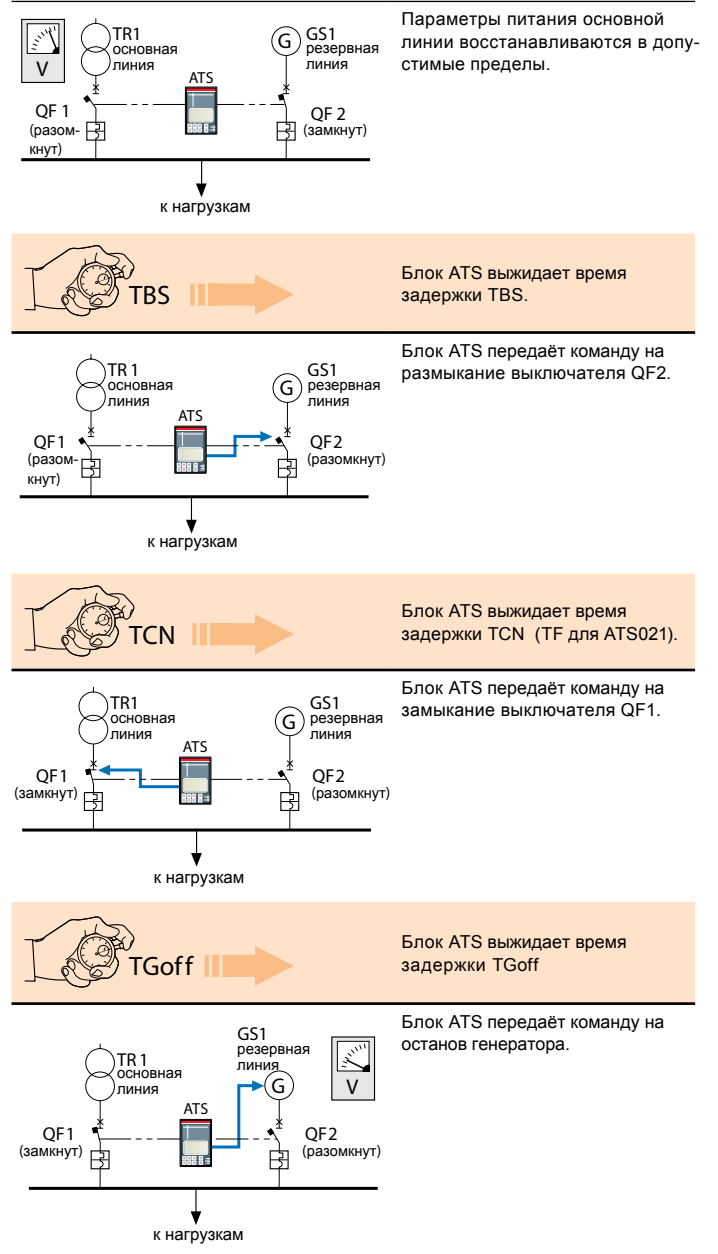 TR1
основная
линия
GS1
резервная
линия
V
G
ATS
QF 1
(разом-
кнут)
QF 2
(замкнут)
к нагрузкам
Параметры питания основной
линии восстанавливаются в допу-
стимые пределы.
TBS
Блок ATS выжидает время
задержки TBS.
TR 1
основная
линия
GS1
резервная
линия
G
ATS
QF1
(разом-
кнут)
QF2
(разомкнут)
к нагрузкам
Блок ATS передаёт команду на
размыкание выключателя QF2.
TCN
Блок ATS выжидает время
задержки TCN (TF для ATS021).
TR1
основная
линия
GS1
резервная
линия
G
ATS
QF1
(замкнут)
QF2
(разомкнут)
к нагрузкам
Блок ATS передаёт команду на
замыкание выключателя QF1.
TGoff
Блок ATS выжидает время
задержки TGoff
TR 1
основная
линия
GS1
резервная
линия
G
V
ATS
QF1
(замкнут)
QF2
(разомкнут)
к нагрузкам
Блок ATS передаёт команду на
останов генератора.